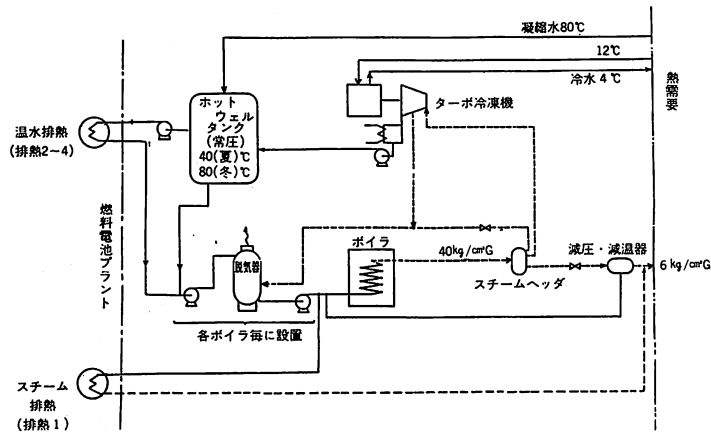 凝縮水80℃
12℃
冷水 4℃
熱需要
ホット
ウェル
タンク
(常圧)
40(夏)℃
80(冬)℃
ターボ冷凍機
温水排熱
(排熱2~4)
燃料電池プラント
脱気器
ボイラ
40kg/cm²G
スチームヘッダ
減圧・減温器
6kg/cm²G
各ボイラ毎に設置
スチーム
排熱
(排熱1)